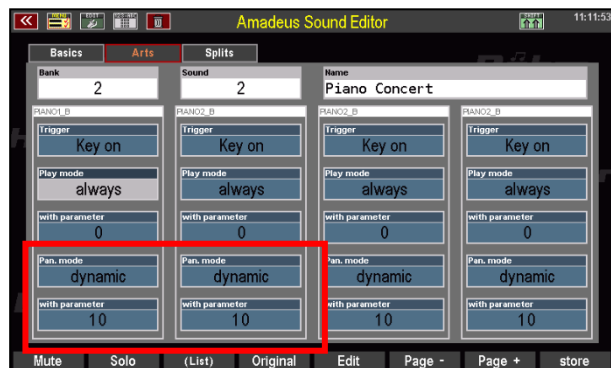 MENU EDIT Amadeus Sound Editor SHIFT 11:11:53
Basics Arts Splits
Bank Sound Name
2 2 Piano Concert
PIANO1_B PIANO2_B PIANO2_B PIANO2_B
Trigger Trigger Trigger Trigger
Key on Key on Key on Key on
Play mode Play mode Play mode Play mode
always always always always
with parameter with parameter with parameter with parameter
0 0 0 0
Pan. mode Pan. mode Pan. mode Pan. mode
dynamic dynamic dynamic dynamic
with parameter with parameter with parameter with parameter
10 10 10 10
Mute Solo (List) Original Edit Page - Page + store